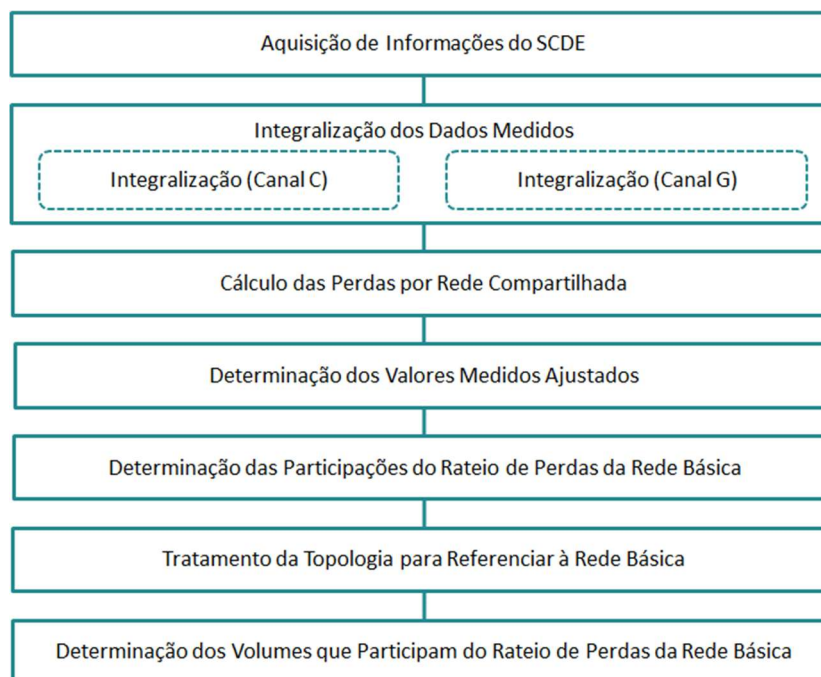 Aquisição de Informações do SCDE
Integralização dos Dados Medidos
Integralização (Canal C)
Integralização (Canal G)
Cálculo das Perdas por Rede Compartilhada
Determinação dos Valores Medidos Ajustados
Determinação das Participações do Rateio de Perdas da Rede Básica
Tratamento da Topologia para Referenciar à Rede Básica
Determinação dos Volumes que Participam do Rateio de Perdas da Rede Básica